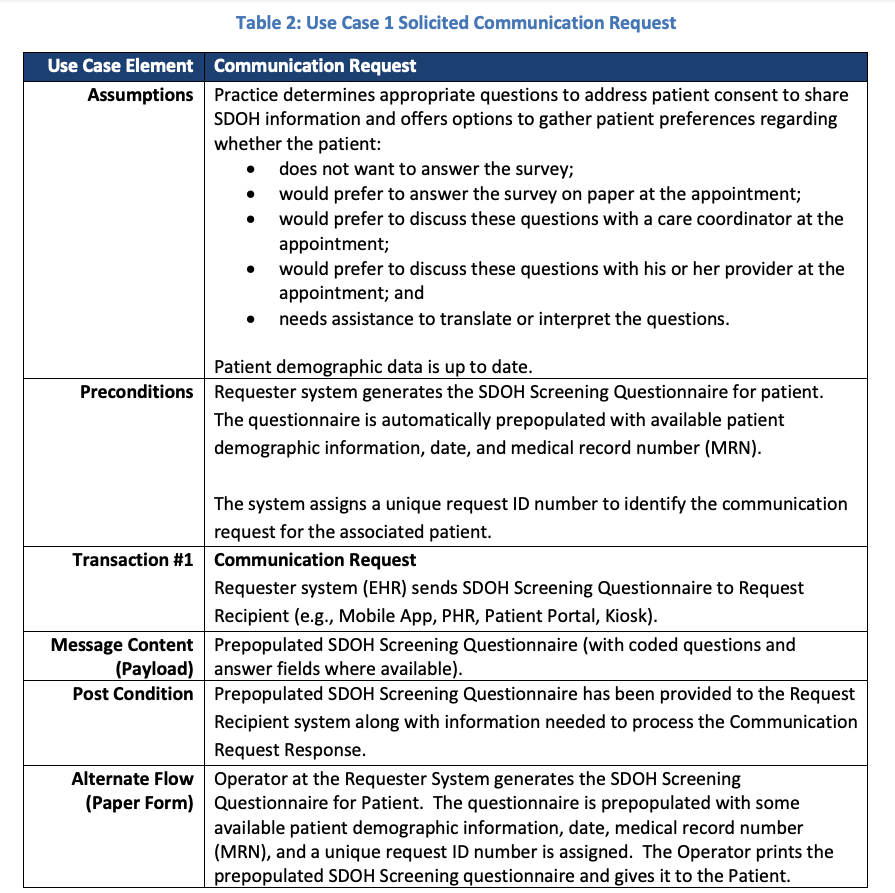 Table 2: Use Case 1 Solicited Communication Request
Use Case Element Communication Request
Assumptions Practice determines appropriate questions to address patient consent to share
SDOH information and offers options to gather patient preferences regarding
whether the patient:
• does not want to answer the survey;
• would prefer to answer the survey on paper at the appointment;
• would prefer to discuss these questions with a care coordinator at the
appointment;
• would prefer to discuss these questions with his or her provider at the
appointment; and
• needs assistance to translate or interpret the questions.
Patient demographic data is up to date.
Preconditions Requester system generates the SDOH Screening Questionnaire for patient.
The questionnaire is automatically prepopulated with available patient
demographic information, date, and medical record number (MRN).
The system assigns a unique request ID number to identify the communication
request for the associated patient.
Transaction #1 Communication Request
Requester system (EHR) sends SDOH Screening Questionnaire to Request
Recipient (e.g., Mobile App, PHR, Patient Portal, Kiosk).
Message Content Prepopulated SDOH Screening Questionnaire (with coded questions and
(Payload) answer fields where available).
Post Condition Prepopulated SDOH Screening Questionnaire has been provided to the Request
Recipient system along with information needed to process the Communication
Request Response.
Alternate Flow Operator at the Requester System generates the SDOH Screening
(Paper Form) Questionnaire for Patient.  The questionnaire is prepopulated with some
available patient demographic information, date, medical record number
(MRN), and a unique request ID number is assigned.  The Operator prints the
prepopulated SDOH Screening questionnaire and gives it to the Patient.